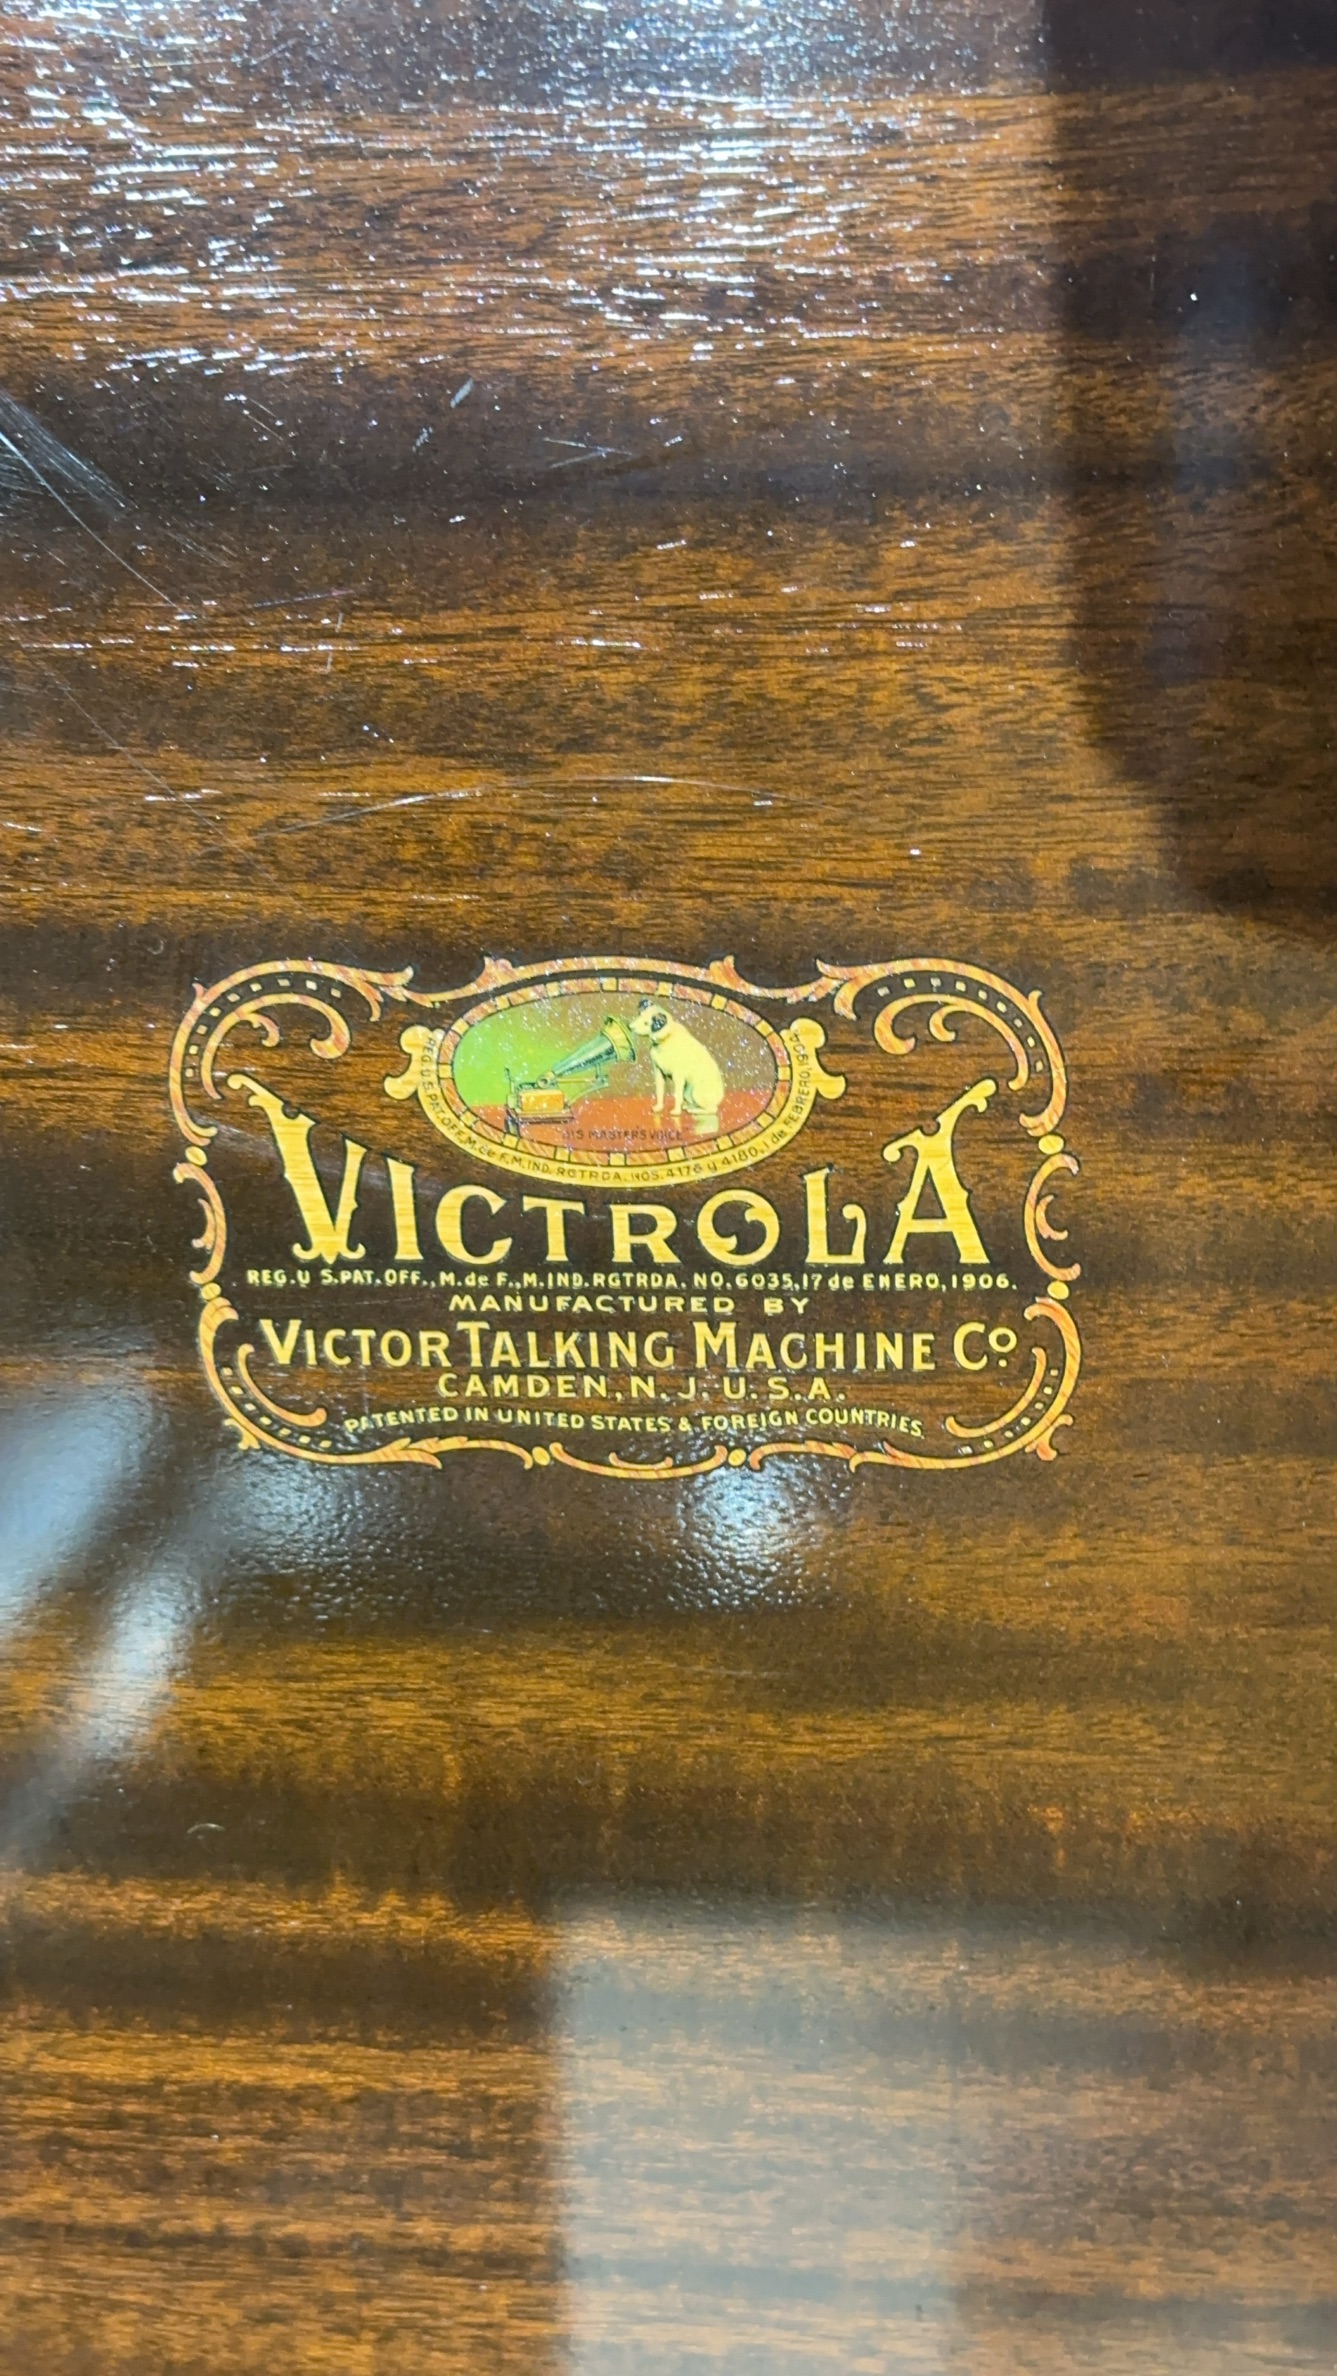 HIS MASTERS VOICE
REG. U.S. PAT. OFF. M. de F. M. IND. RGTRDA. NOS. 4176 y 4180, 1 de FEBRERO, 1904
VICTROLA
REG. U S. PAT. OFF., M. de F., M. IND. RGTRDA. NO. 6035, 17 de ENERO, 1906.
MANUFACTURED BY
VICTOR TALKING MACHINE Co.
CAMDEN, N. J. U. S. A.
PATENTED IN UNITED STATES & FOREIGN COUNTRIES.